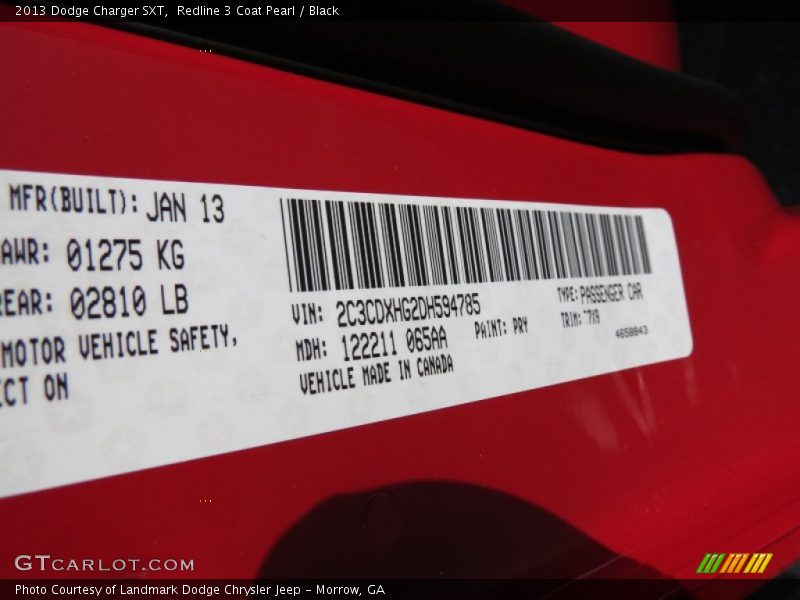 2013 Dodge Charger SXT,  Redline 3 Coat Pearl / Black
MFR(BUILT): JAN 13
AWR: 01275 KG
REAR: 02810 LB
MOTOR VEHICLE SAFETY,
ECT ON
VIN: 2C3CDXHG2DH594785
TYPE: PASSENGER CAR
MDH: 122211 065AA
PAINT: PRY
TRIM: *7X9
VEHICLE MADE IN CANADA
4658843
GTCARLOT.COM
Photo Courtesy of Landmark Dodge Chrysler Jeep - Morrow, GA